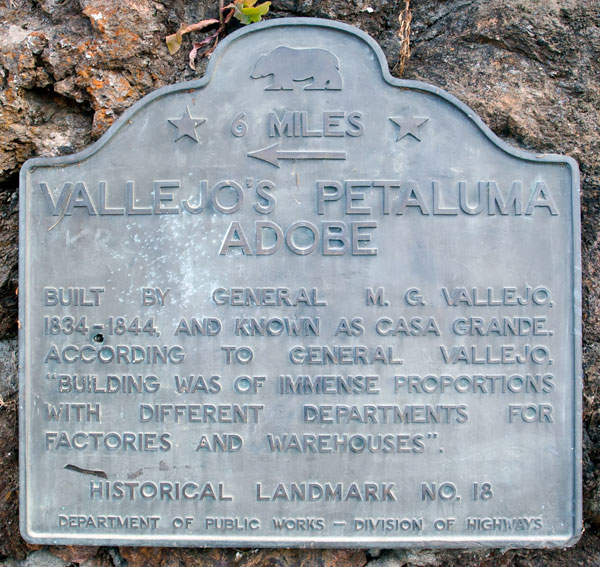 6 MILES
VALLEJO'S PETALUMA
ADOBE
BUILT BY GENERAL M. G. VALLEJO,
1834-1844, AND KNOWN AS CASA GRANDE.
ACCORDING TO GENERAL VALLEJO,
"BUILDING WAS OF IMMENSE PROPORTIONS
WITH DIFFERENT DEPARTMENTS FOR
FACTORIES AND WAREHOUSES".
HISTORICAL LANDMARK NO. 18
DEPARTMENT OF PUBLIC WORKS — DIVISION OF HIGHWAYS